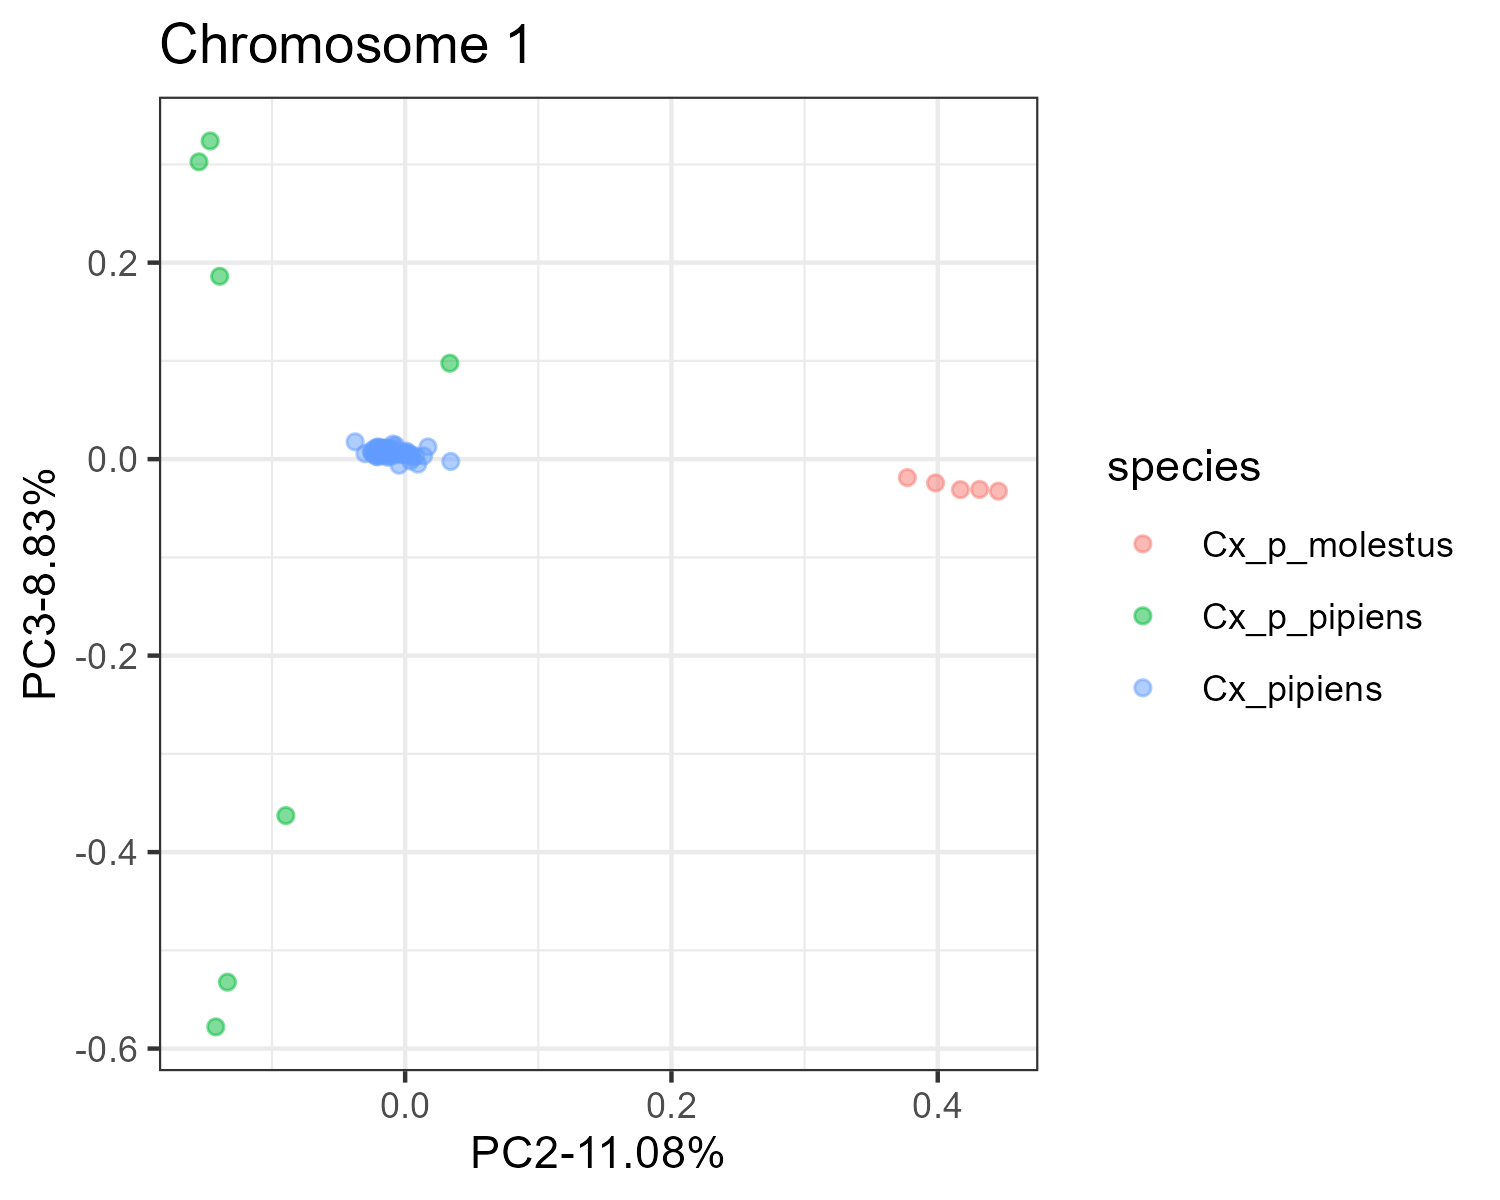 Chromosome 1
0.2
0.0
-0.2
-0.4
-0.6
PC3-8.83%
0.0 0.2 0.4
PC2-11.08%
species
Cx_p_molestus
Cx_p_pipiens
Cx_pipiens